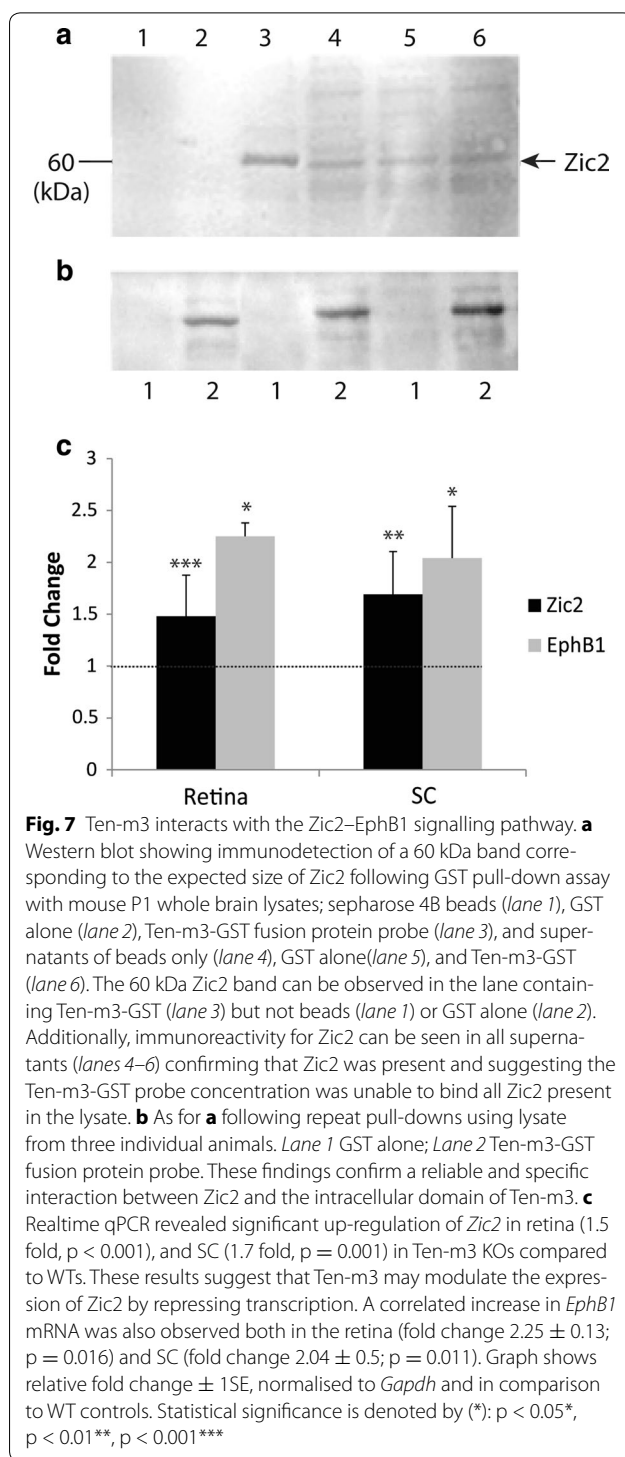 a 1 2 3 4 5 6
60
(kDa)
Zic2
b
1 2 1 2 1 2
c
3
2.5
2
1.5
1
0.5
0
Fold Change
***
*
**
*
Zic2
EphB1
Retina SC
Fig. 7 Ten-m3 interacts with the Zic2–EphB1 signalling pathway. a
Western blot showing immunodetection of a 60 kDa band corre-
sponding to the expected size of Zic2 following GST pull-down assay
with mouse P1 whole brain lysates; sepharose 4B beads (lane 1), GST
alone (lane 2), Ten-m3-GST fusion protein probe (lane 3), and super-
natants of beads only (lane 4), GST alone(lane 5), and Ten-m3-GST
(lane 6). The 60 kDa Zic2 band can be observed in the lane contain-
ing Ten-m3-GST (lane 3) but not beads (lane 1) or GST alone (lane 2).
Additionally, immunoreactivity for Zic2 can be seen in all superna-
tants (lanes 4–6) confirming that Zic2 was present and suggesting the
Ten-m3-GST probe concentration was unable to bind all Zic2 present
in the lysate. b As for a following repeat pull-downs using lysate
from three individual animals. Lane 1 GST alone; Lane 2 Ten-m3-GST
fusion protein probe. These findings confirm a reliable and specific
interaction between Zic2 and the intracellular domain of Ten-m3. c
Realtime qPCR revealed significant up-regulation of Zic2 in retina (1.5
fold, p < 0.001), and SC (1.7 fold, p = 0.001) in Ten-m3 KOs compared
to WTs. These results suggest that Ten-m3 may modulate the expres-
sion of Zic2 by repressing transcription. A correlated increase in EphB1
mRNA was also observed both in the retina (fold change 2.25 ± 0.13;
p = 0.016) and SC (fold change 2.04 ± 0.5; p = 0.011). Graph shows
relative fold change ± 1SE, normalised to Gapdh and in comparison
to WT controls. Statistical significance is denoted by (*): p < 0.05*,
p < 0.01**, p < 0.001***